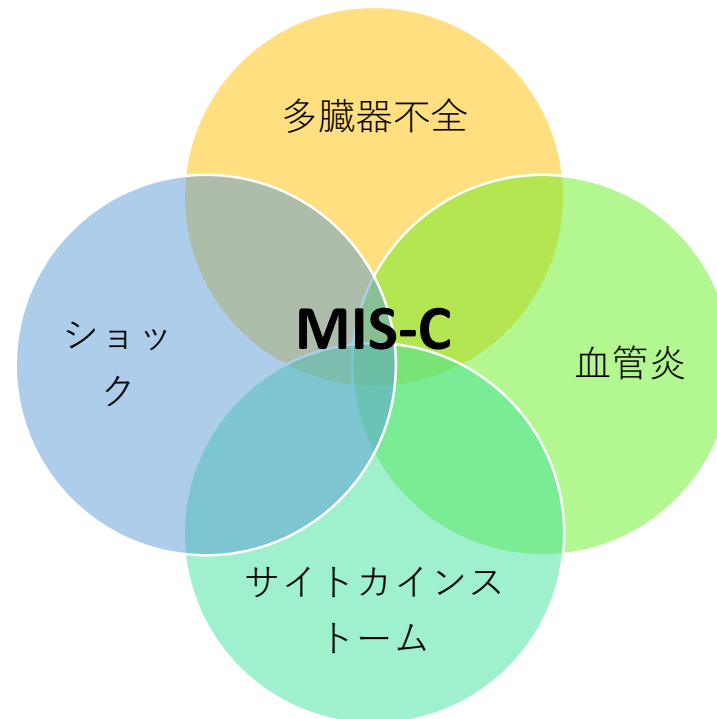 多臓器不全
MIS-C
ショッ
ク
血管炎
サイトカインス
トーム